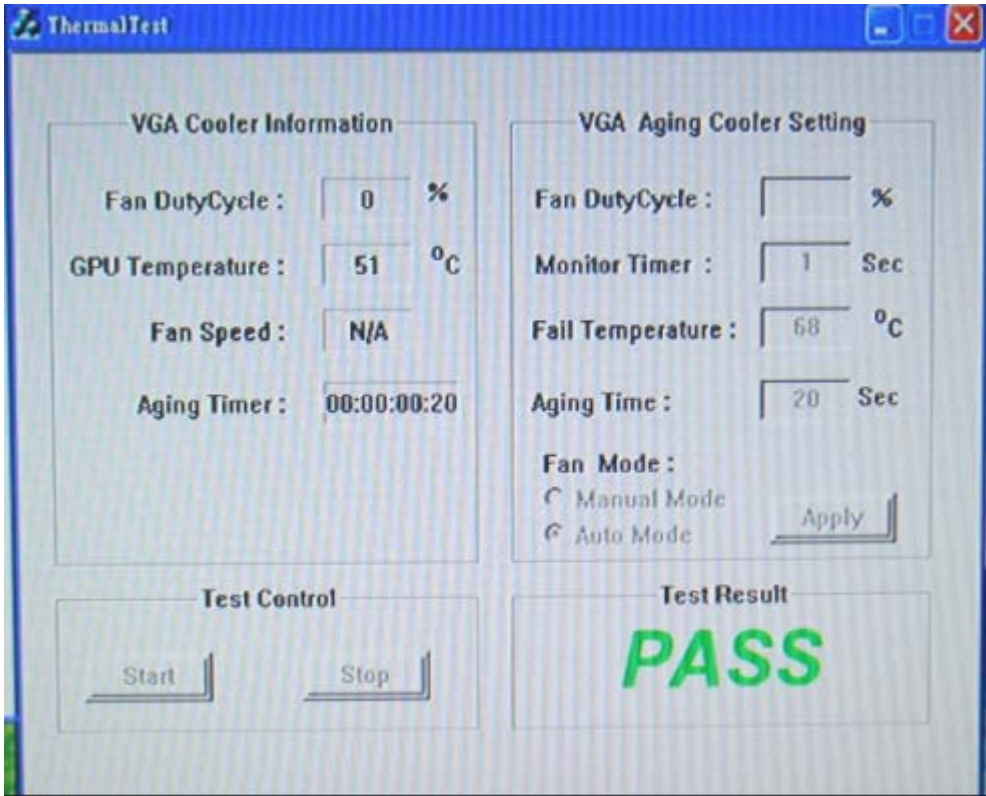 ThermalTest
VGA Cooler Information
Fan DutyCycle : 0 %
GPU Temperature : 51 °C
Fan Speed : N/A
Aging Timer : 00:00:00:20
VGA Aging Cooler Setting
Fan DutyCycle : %
Monitor Timer : 1 Sec
Fail Temperature : 68 °C
Aging Time : 20 Sec
Fan Mode :
Manual Mode
Auto Mode
Apply
Test Control
Start Stop
Test Result
PASS